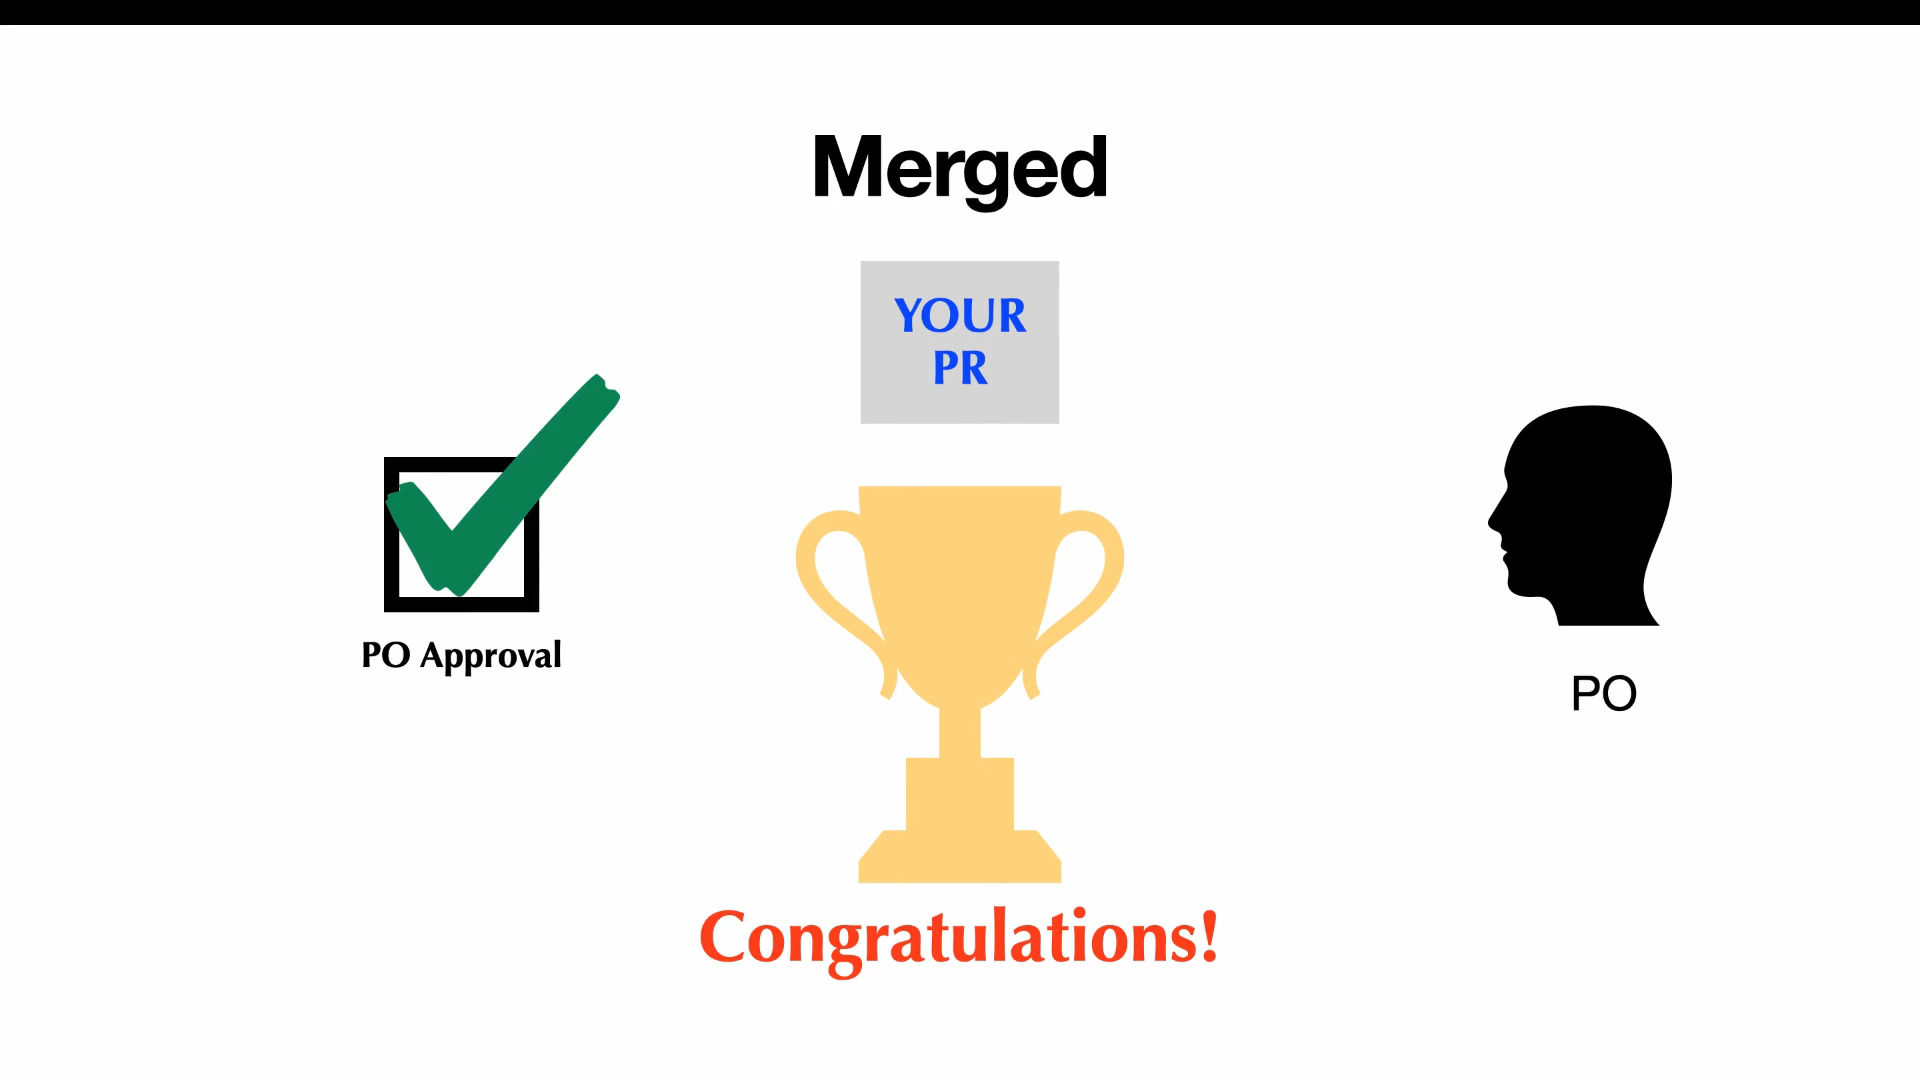 Merged
YOUR
PR
PO Approval
PO
Congratulations!